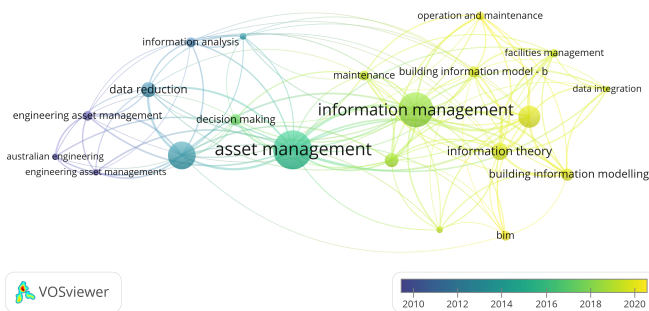 operation and maintenance
information analysis
facilities management
maintenance
building information model - b
data reduction
data integration
information management
engineering asset management
decision making
asset management
information theory
australian engineering
engineering asset managements
building information modelling
bim
VOSviewer
2010 2012 2014 2016 2018 2020